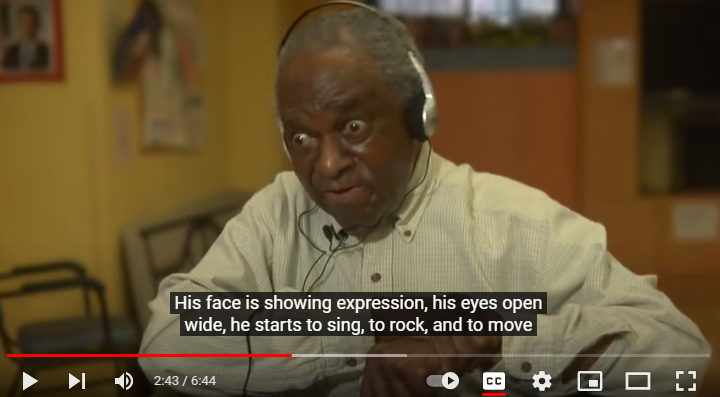 His face is showing expression, his eyes open
wide, he starts to sing, to rock, and to move
2:43 / 6:44
CC